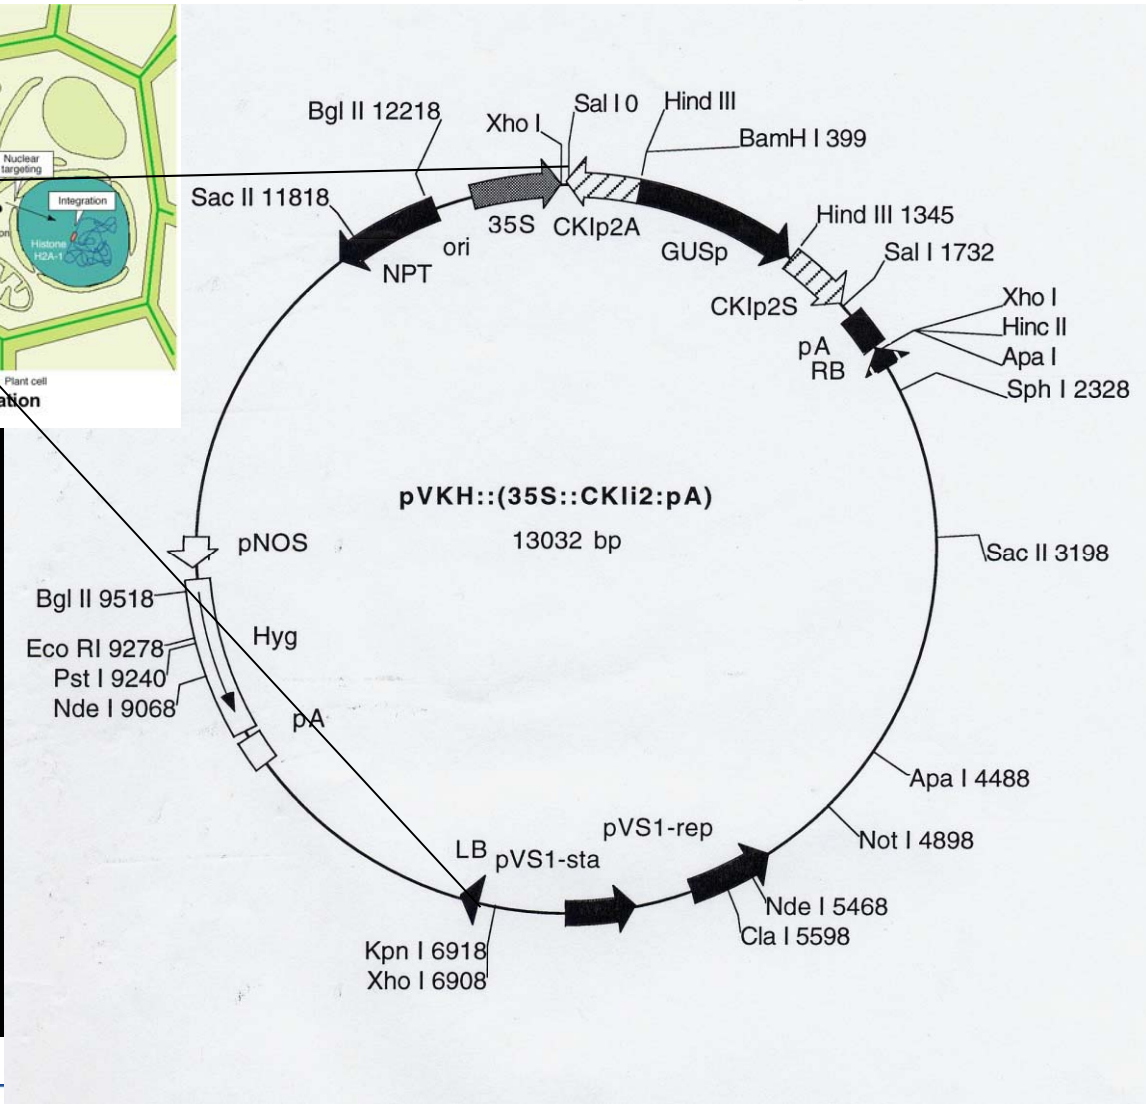 Nuclear
targeting
Integration
Histone
H2A-1
Plant cell
Bgl II 12218
Xho I
Sal I 0
Hind III
BamH I 399
Sac II 11818
35S
CKIp2A
ori
NPT
GUSp
Hind III 1345
Sal I 1732
CKIp2S
pA
RB
Xho I
Hinc II
Apa I
Sph I 2328
pVKH::(35S::CKIi2:pA)
13032 bp
pNOS
Sac II 3198
Bgl II 9518
Hyg
Eco RI 9278
Pst I 9240
Nde I 9068
pA
Apa I 4488
Not I 4898
pVS1-rep
LB
pVS1-sta
Nde I 5468
Cla I 5598
Kpn I 6918
Xho I 6908